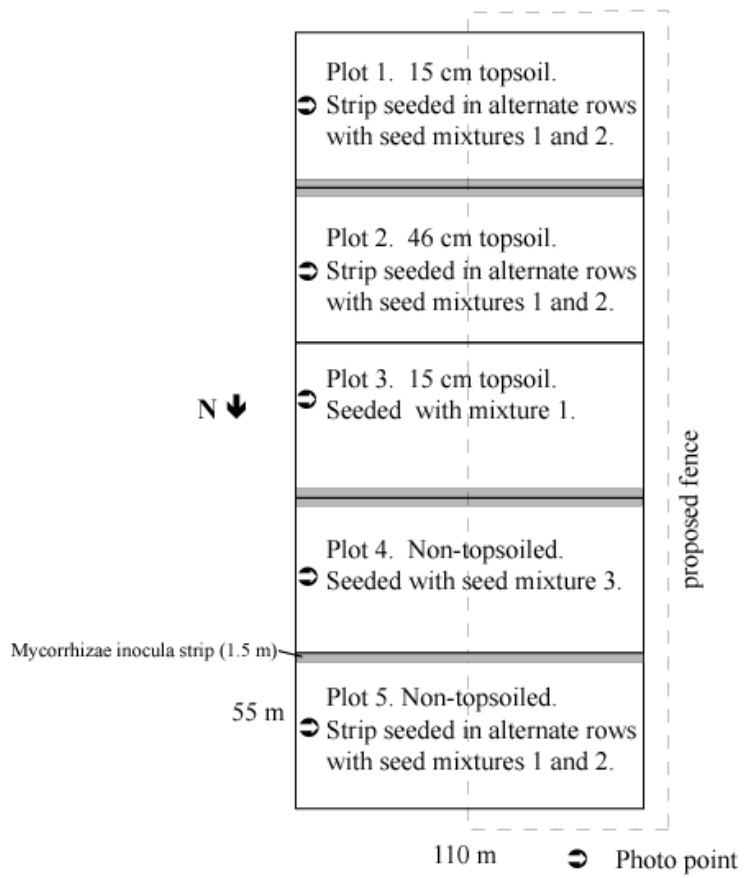 Plot 1.  15 cm topsoil.
Strip seeded in alternate rows
with seed mixtures 1 and 2.
Plot 2.  46 cm topsoil.
Strip seeded in alternate rows
with seed mixtures 1 and 2.
Plot 3.  15 cm topsoil.
Seeded  with mixture 1.
N
proposed fence
Plot 4.  Non-topsoiled.
Seeded with seed mixture 3.
Mycorrhizae inocula strip (1.5 m)
Plot 5. Non-topsoiled.
Strip seeded in alternate rows
with seed mixtures 1 and 2.
55 m
110 m
Photo point